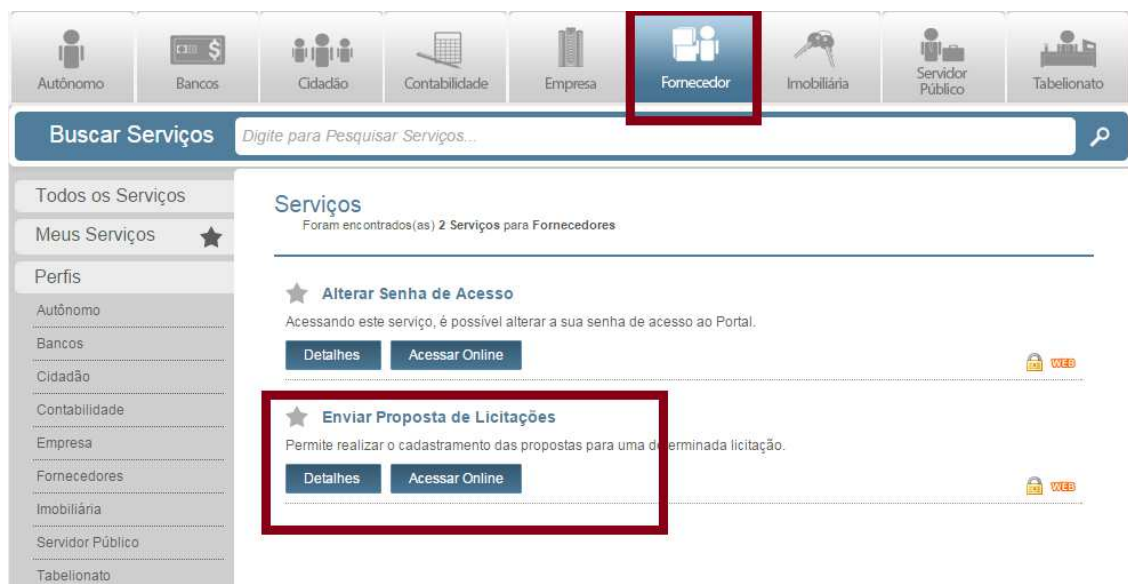 Autônomo
Bancos
Cidadão
Contabilidade
Empresa
Fornecedor
Imobiliária
Servidor
Público
Tabelionato
Buscar Serviços
Digite para Pesquisar Serviços...
Todos os Serviços
Meus Serviços
Perfis
Autônomo
Bancos
Cidadão
Contabilidade
Empresa
Fornecedores
Imobiliária
Servidor Público
Tabelionato
Serviços
Foram encontrados(as) 2 Serviços para Fornecedores
Alterar Senha de Acesso
Acessando este serviço, é possível alterar a sua senha de acesso ao Portal.
Detalhes
Acessar Online
WEB
Enviar Proposta de Licitações
Permite realizar o cadastramento das propostas para uma determinada licitação.
Detalhes
Acessar Online
WEB